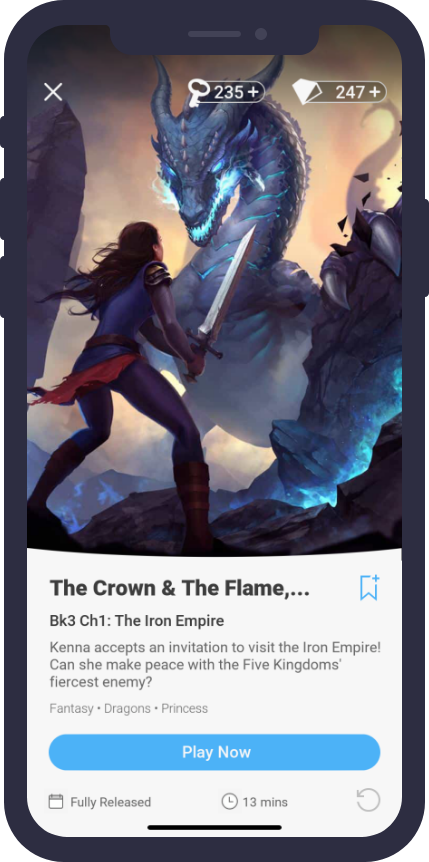 235 +
247 +
The Crown & The Flame,...
Bk3 Ch1: The Iron Empire
Kenna accepts an invitation to visit the Iron Empire!
Can she make peace with the Five Kingdoms'
fiercest enemy?
Fantasy • Dragons • Princess
Play Now
Fully Released
13 mins